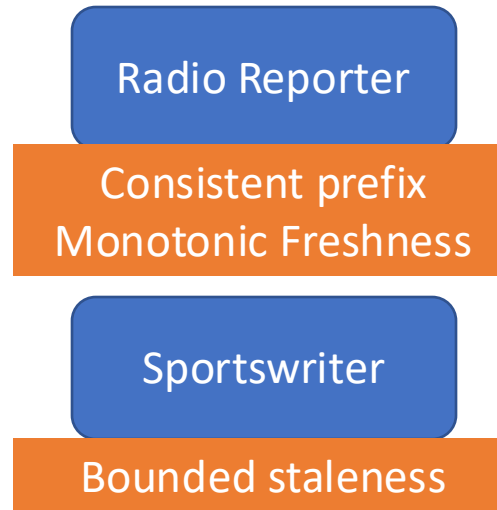 Radio Reporter
Consistent prefix
Monotonic Freshness
Sportswriter
Bounded staleness